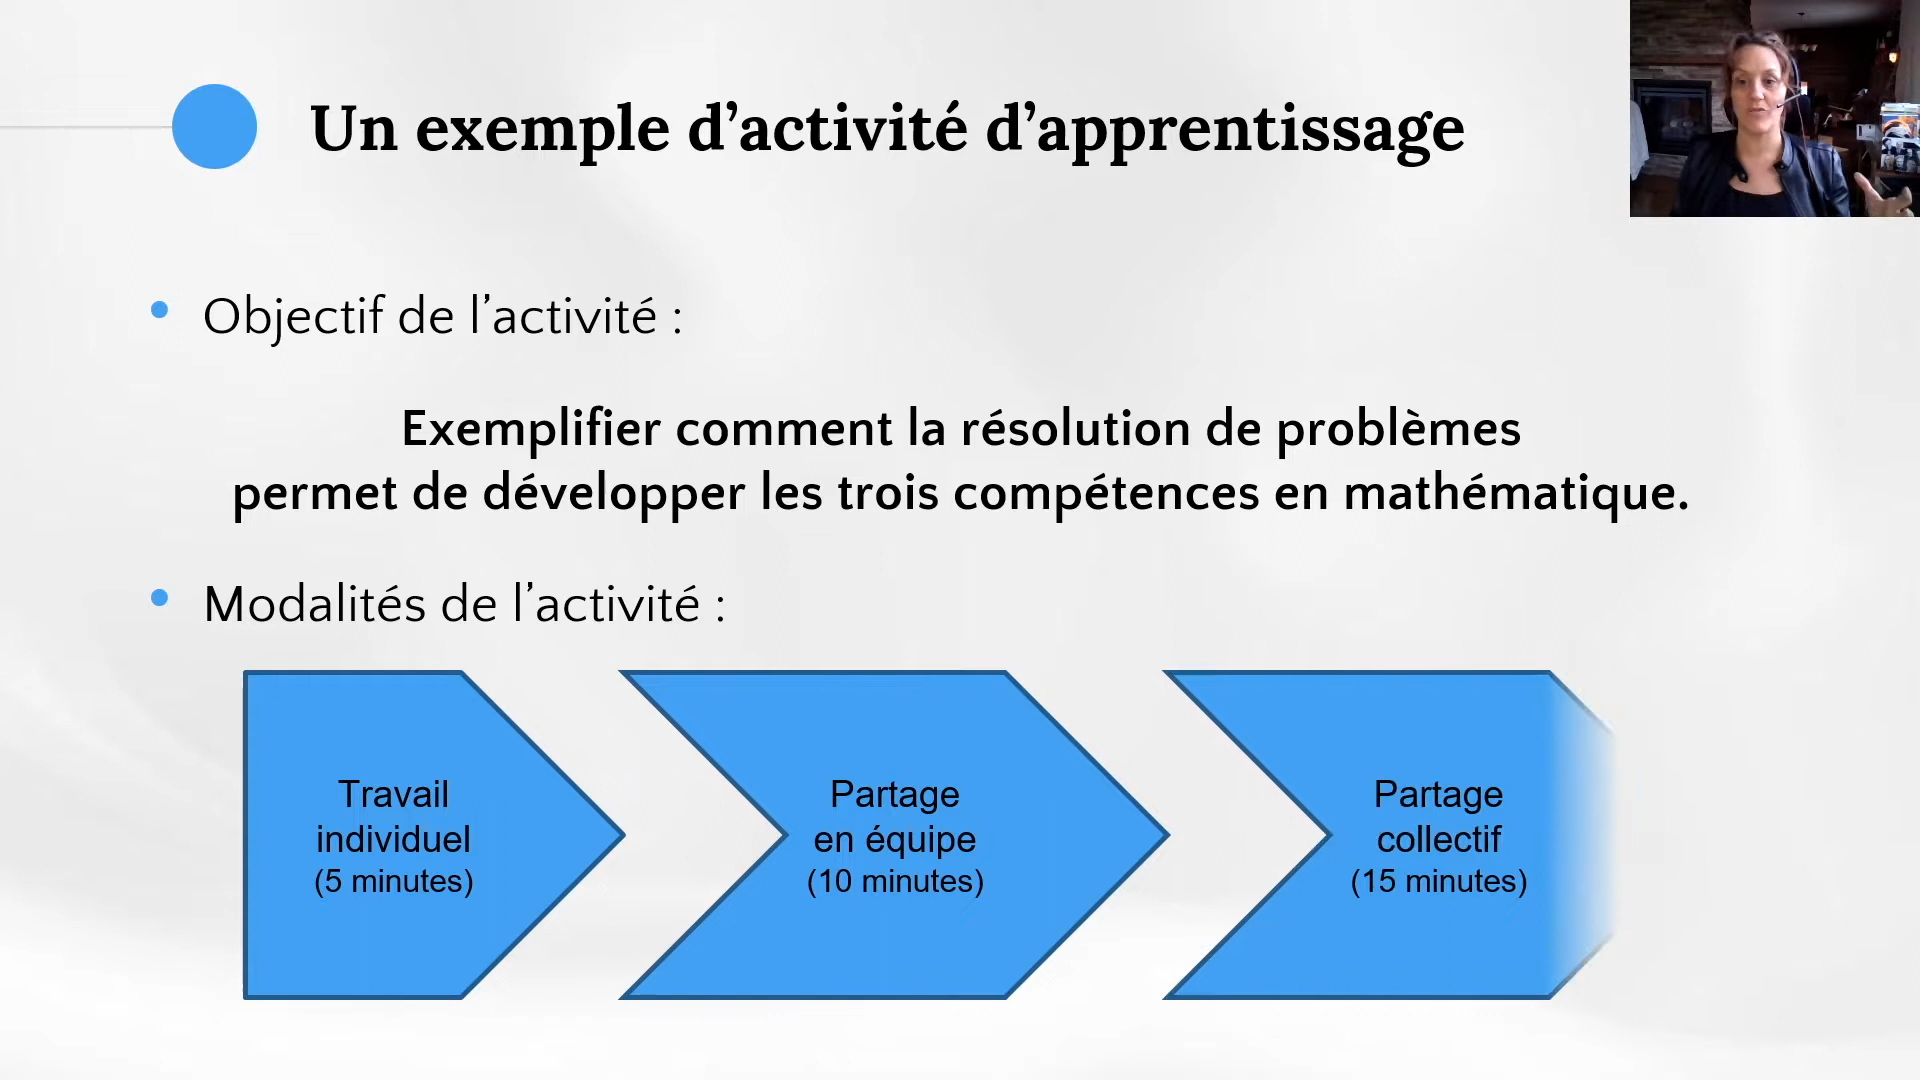 Un exemple d’activité d’apprentissage
• Objectif de l’activité :
Exemplifier comment la résolution de problèmes
permet de développer les trois compétences en mathématique.
• Modalités de l’activité :
Travail
individuel
(5 minutes)
Partage
en équipe
(10 minutes)
Partage
collectif
(15 minutes)